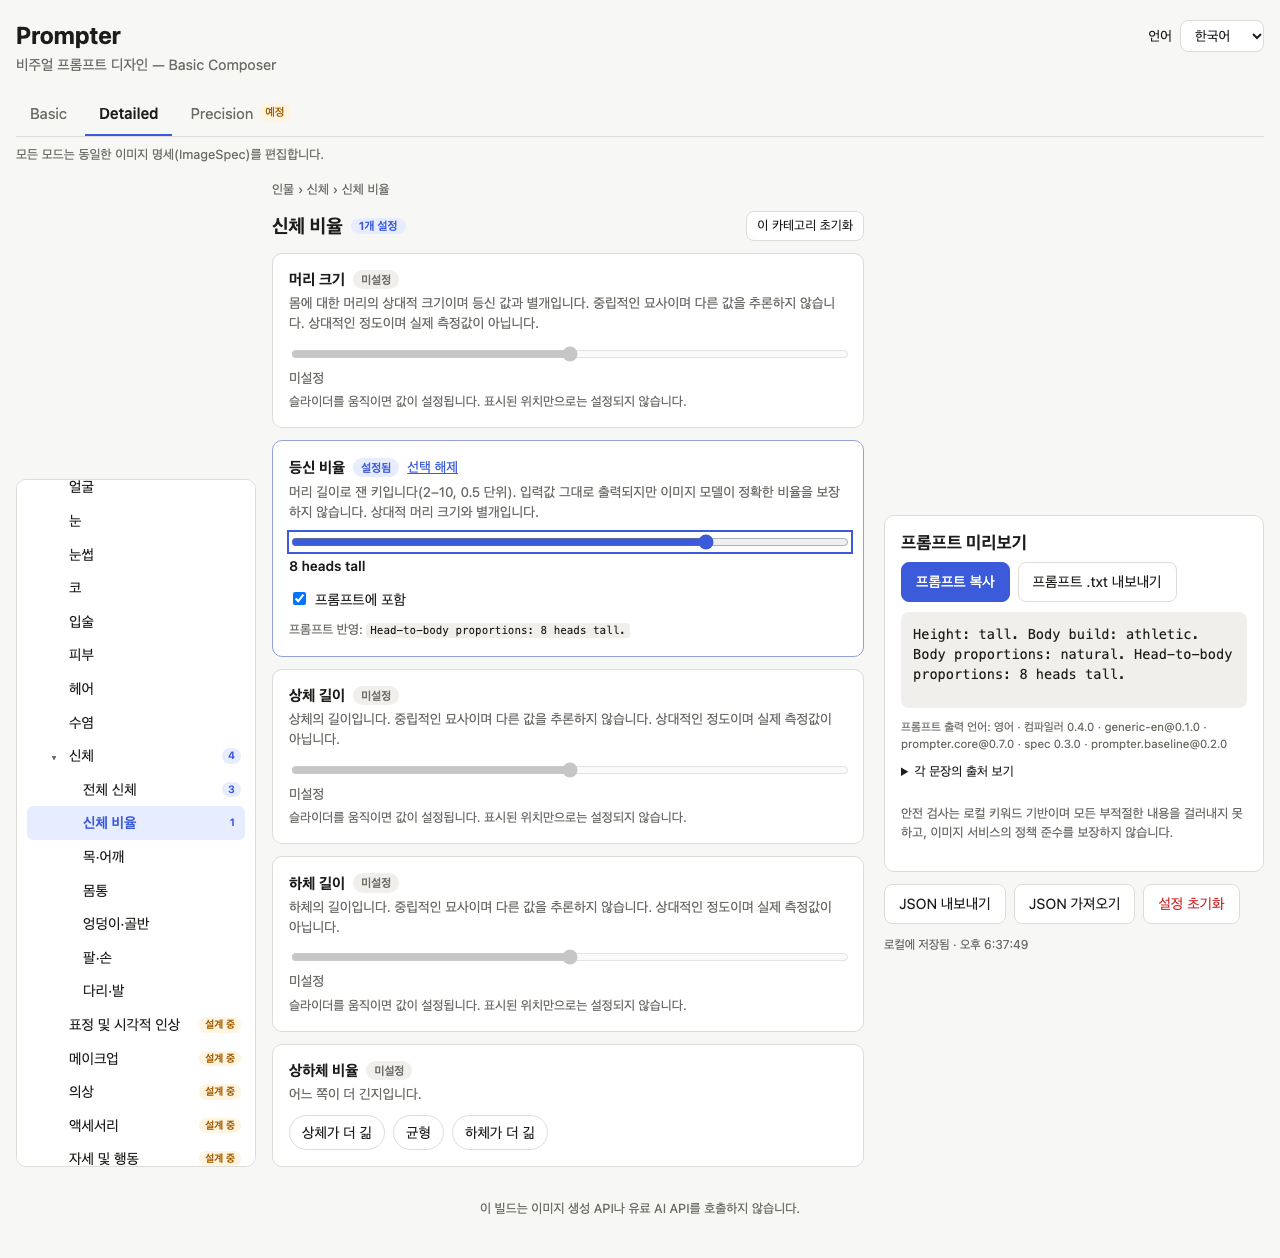 Prompter
비주얼 프롬프트 디자인 — Basic Composer
언어
한국어
Basic
Detailed
Precision
예정
모든 모드는 동일한 이미지 명세(ImageSpec)를 편집합니다.
얼굴
눈
눈썹
코
입술
피부
헤어
수염
신체 4
전체 신체 3
신체 비율 1
목·어깨
몸통
엉덩이·골반
팔·손
다리·발
표정 및 시각적 인상 설계 중
메이크업 설계 중
의상 설계 중
액세서리 설계 중
자세 및 행동 설계 중
인물 › 신체 › 신체 비율
신체 비율 1개 설정
이 카테고리 초기화
머리 크기 미설정
몸에 대한 머리의 상대적 크기이며 등신 값과 별개입니다. 중립적인 묘사이며 다른 값을 추론하지 않습니
다. 상대적인 정도이며 실제 측정값이 아닙니다.
미설정
슬라이더를 움직이면 값이 설정됩니다. 표시된 위치만으로는 설정되지 않습니다.
등신 비율 설정됨 선택 해제
머리 길이로 잰 키입니다(2–10, 0.5 단위). 입력값 그대로 출력되지만 이미지 모델이 정확한 비율을 보장
하지 않습니다. 상대적 머리 크기와 별개입니다.
8 heads tall
프롬프트에 포함
프롬프트 반영: Head-to-body proportions: 8 heads tall.
상체 길이 미설정
상체의 길이입니다. 중립적인 묘사이며 다른 값을 추론하지 않습니다. 상대적인 정도이며 실제 측정값이
아닙니다.
미설정
슬라이더를 움직이면 값이 설정됩니다. 표시된 위치만으로는 설정되지 않습니다.
하체 길이 미설정
하체의 길이입니다. 중립적인 묘사이며 다른 값을 추론하지 않습니다. 상대적인 정도이며 실제 측정값이
아닙니다.
미설정
슬라이더를 움직이면 값이 설정됩니다. 표시된 위치만으로는 설정되지 않습니다.
상하체 비율 미설정
어느 쪽이 더 긴지입니다.
상체가 더 긺
균형
하체가 더 긺
프롬프트 미리보기
프롬프트 복사
프롬프트 .txt 내보내기
Height: tall. Body build: athletic.
Body proportions: natural. Head-to-body
proportions: 8 heads tall.
프롬프트 출력 언어: 영어 · 컴파일러 0.4.0 · generic-en@0.1.0 ·
prompter.core@0.7.0 · spec 0.3.0 · prompter.baseline@0.2.0
각 문장의 출처 보기
안전 검사는 로컬 키워드 기반이며 모든 부적절한 내용을 걸러내지 못
하고, 이미지 서비스의 정책 준수를 보장하지 않습니다.
JSON 내보내기
JSON 가져오기
설정 초기화
로컬에 저장됨 · 오후 6:37:49
이 빌드는 이미지 생성 API나 유료 AI API를 호출하지 않습니다.